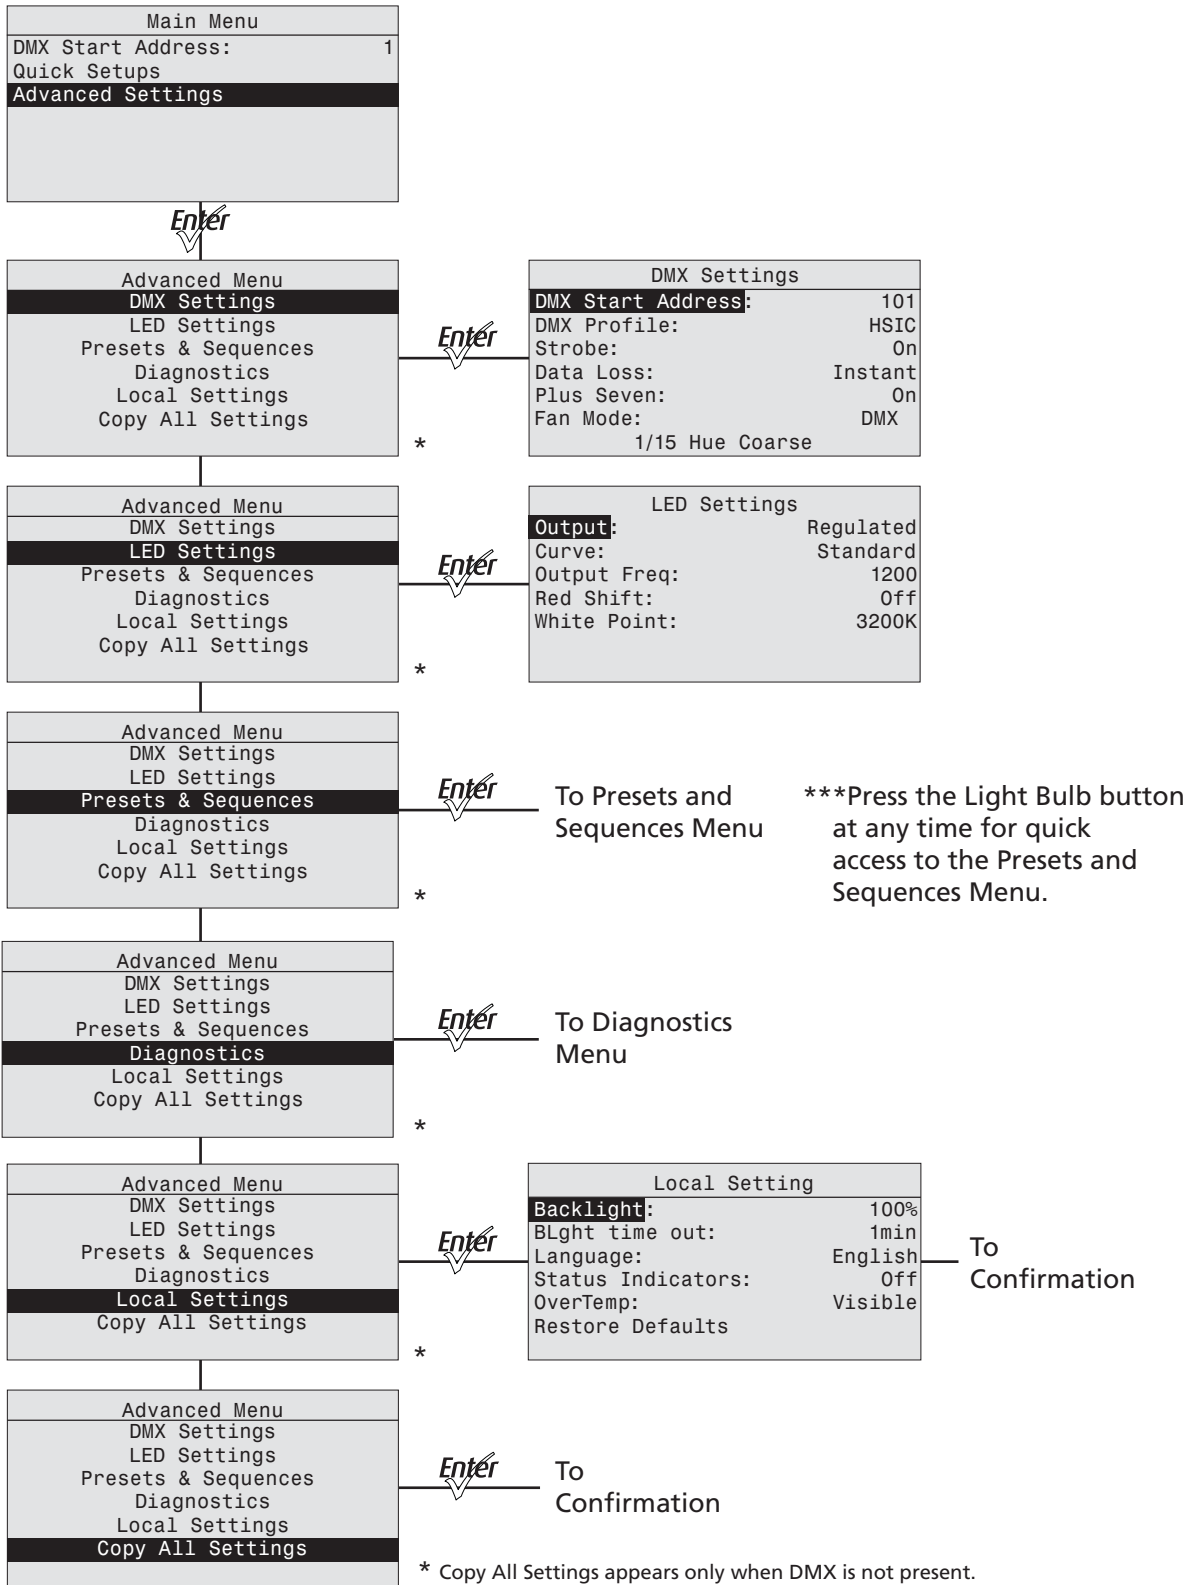 Main Menu
DMX Start Address: 1
Quick Setups
Advanced Settings
Enter
Advanced Menu
DMX Settings
LED Settings
Presets & Sequences
Diagnostics
Local Settings
Copy All Settings
*
Enter
DMX Settings
DMX Start Address: 101
DMX Profile: HSIC
Strobe: On
Data Loss: Instant
Plus Seven: On
Fan Mode: DMX
1/15 Hue Coarse
Advanced Menu
DMX Settings
LED Settings
Presets & Sequences
Diagnostics
Local Settings
Copy All Settings
*
Enter
LED Settings
Output: Regulated
Curve: Standard
Output Freq: 1200
Red Shift: Off
White Point: 3200K
Advanced Menu
DMX Settings
LED Settings
Presets & Sequences
Diagnostics
Local Settings
Copy All Settings
*
Enter
To Presets and
Sequences Menu
***Press the Light Bulb button
at any time for quick
access to the Presets and
Sequences Menu.
Advanced Menu
DMX Settings
LED Settings
Presets & Sequences
Diagnostics
Local Settings
Copy All Settings
*
Enter
To Diagnostics
Menu
Advanced Menu
DMX Settings
LED Settings
Presets & Sequences
Diagnostics
Local Settings
Copy All Settings
*
Enter
Local Setting
Backlight: 100%
BLght time out: 1min
Language: English
Status Indicators: Off
OverTemp: Visible
Restore Defaults
To
Confirmation
Advanced Menu
DMX Settings
LED Settings
Presets & Sequences
Diagnostics
Local Settings
Copy All Settings
Enter
To
Confirmation
* Copy All Settings appears only when DMX is not present.